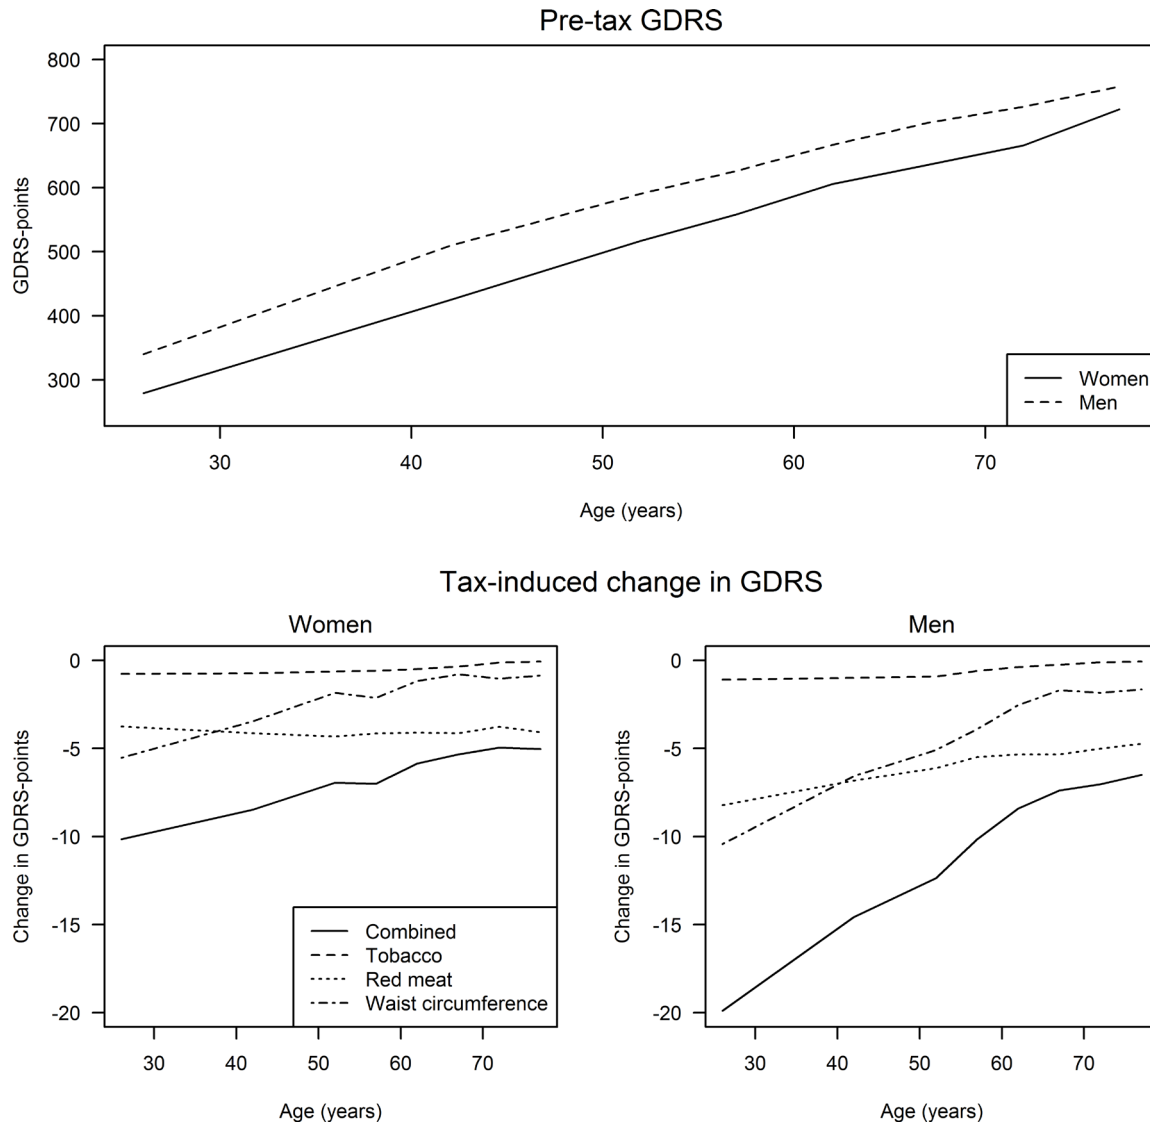 Pre-tax GDRS
800
700
600
500
400
300
GDRS-points
Women
Men
30 40 50 60 70
Age (years)
Tax-induced change in GDRS
Women
0
-5
-10
-15
-20
Change in GDRS-points
Combined
Tobacco
Red meat
Waist circumference
30 40 50 60 70
Age (years)
Men
0
-5
-10
-15
-20
Change in GDRS-points
30 40 50 60 70
Age (years)